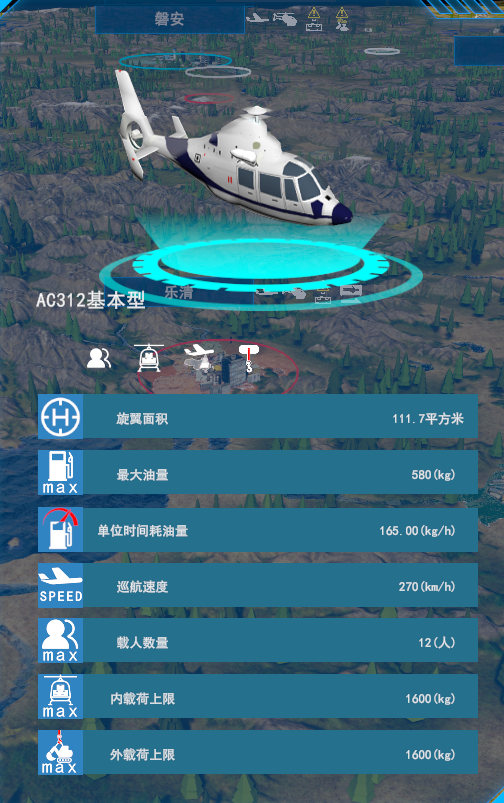 磐安
乐清
AC312基本型
旋翼面积 111.7平方米
max 最大油量 580(kg)
单位时间耗油量 165.00(kg/h)
SPEED 巡航速度 270(km/h)
max 载人数量 12(人)
max 内载荷上限 1600(kg)
max 外载荷上限 1600(kg)